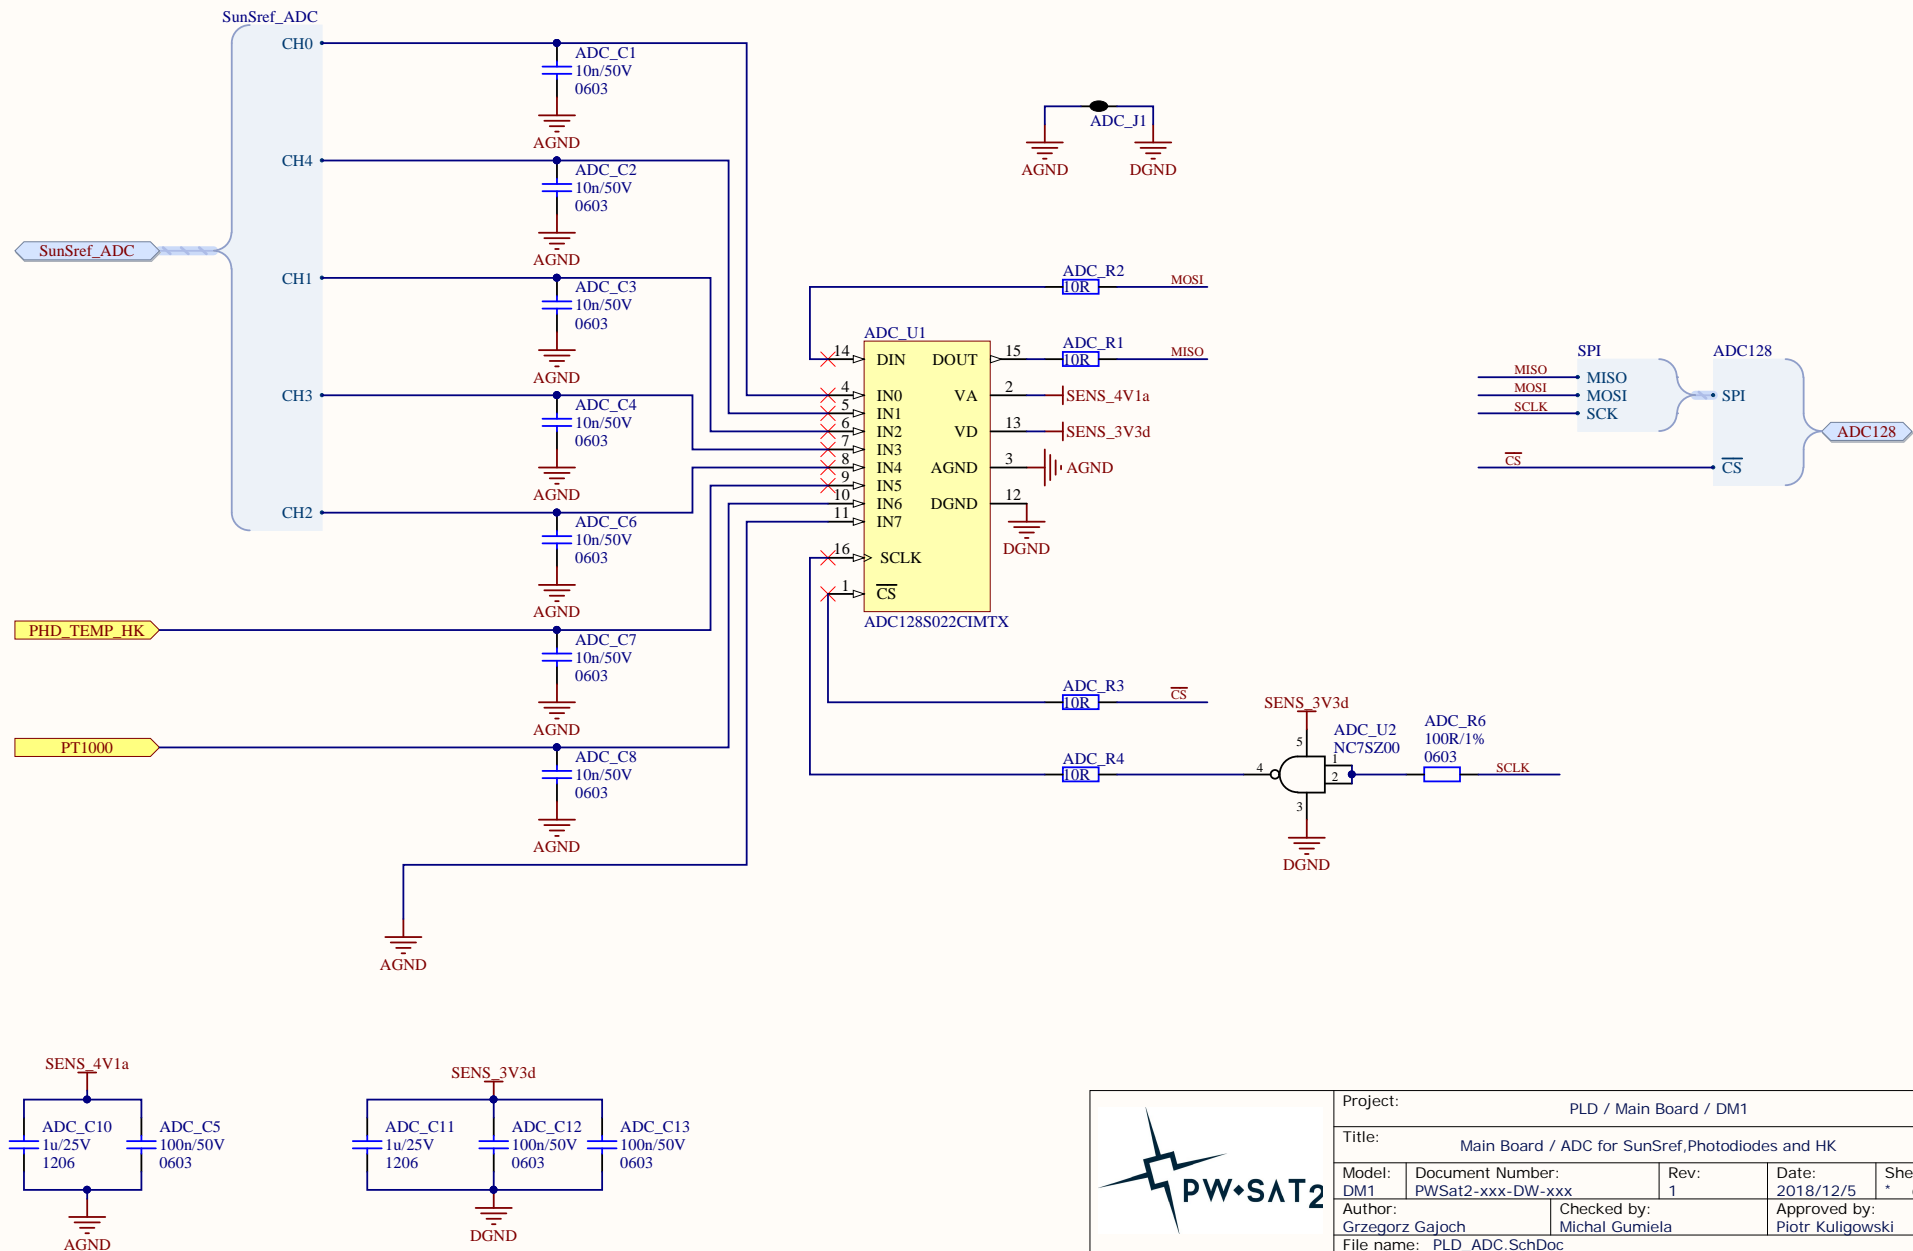 SunSref_ADC
CH0
ADC_C1
10n/50V
0603
AGND
CH4
ADC_C2
10n/50V
0603
AGND
SunSref_ADC
CH1
ADC_C3
10n/50V
0603
AGND
CH3
ADC_C4
10n/50V
0603
AGND
CH2
ADC_C6
10n/50V
0603
AGND
PHD_TEMP_HK
ADC_C7
10n/50V
0603
AGND
PT1000
ADC_C8
10n/50V
0603
AGND
AGND
ADC_J1
AGND
DGND
ADC_R2
10R
MOSI
ADC_R1
10R
MISO
ADC_U1
14 DIN
DOUT 15
4 IN0
VA 2
SENS_4V1a
5 IN1
6 IN2
VD 13
SENS_3V3d
7 IN3
8 IN4
AGND 3
AGND
9 IN5
10 IN6
DGND 12
DGND
11 IN7
16 SCLK
1 CS
ADC128S022CIMTX
ADC_R3
10R
CS
ADC_R4
10R
SENS_3V3d
ADC_U2
NC7SZ00
5
4
1
2
3
DGND
ADC_R6
100R/1%
0603
SCLK
SPI
MISO
MISO
MOSI
MOSI
SCLK
SCK
CS
ADC128
SPI
CS
ADC128
SENS_4V1a
ADC_C10
1u/25V
1206
ADC_C5
100n/50V
0603
AGND
SENS_3V3d
ADC_C11
1u/25V
1206
ADC_C12
100n/50V
0603
ADC_C13
100n/50V
0603
DGND
PW SAT2
Project:
PLD / Main Board / DM1
Title:
Main Board / ADC for SunSref,Photodiodes and HK
Model:
DM1
Document Number:
PWSat2-xxx-DW-xxx
Rev:
1
Date:
2018/12/5
She
*
Author:
Grzegorz Gajoch
Checked by:
Michal Gumiela
Approved by:
Piotr Kuligowski
File name: PLD_ADC.SchDoc